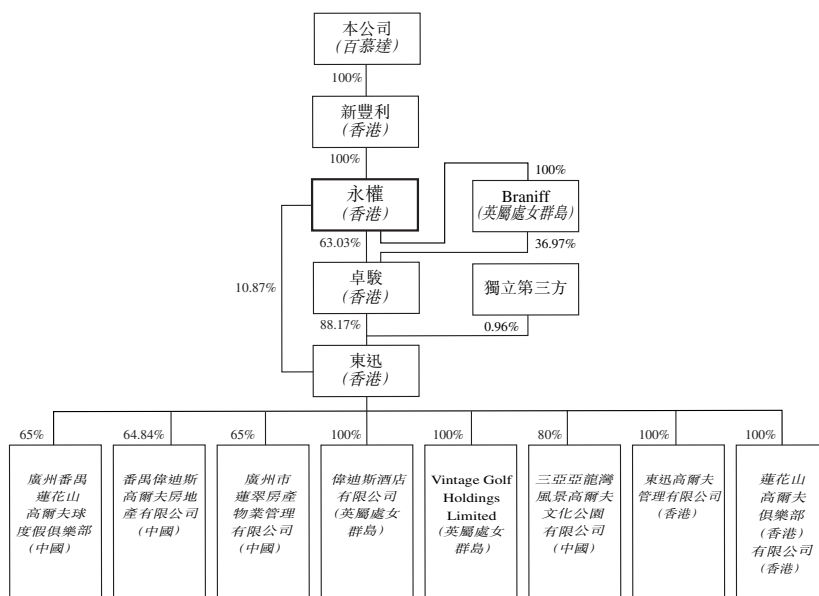 本公司
(百慕達)
100%
新豐利
(香港)
100%
永權
(香港)
100%
Braniff
(英屬處女群島)
63.03%
36.97%
10.87%
卓駿
(香港)
獨立第三方
88.17%
0.96%
東迅
(香港)
65%
64.84%
65%
100%
100%
80%
100%
100%
廣州番禺
蓮花山
高爾夫球
度假俱樂部
(中國)
番禺偉迪斯
高爾夫房地
產有限公司
(中國)
廣州市
蓮翠房產
物業管理
有限公司
(中國)
偉迪斯酒店
有限公司
(英屬處女
群島)
Vintage Golf
Holdings
Limited
(英屬處女
群島)
三亞亞龍灣
風景高爾夫
文化公園
有限公司
(中國)
東迅高爾夫
管理有限公司
(香港)
蓮花山
高爾夫
俱樂部
(香港)
有限公司
(香港)